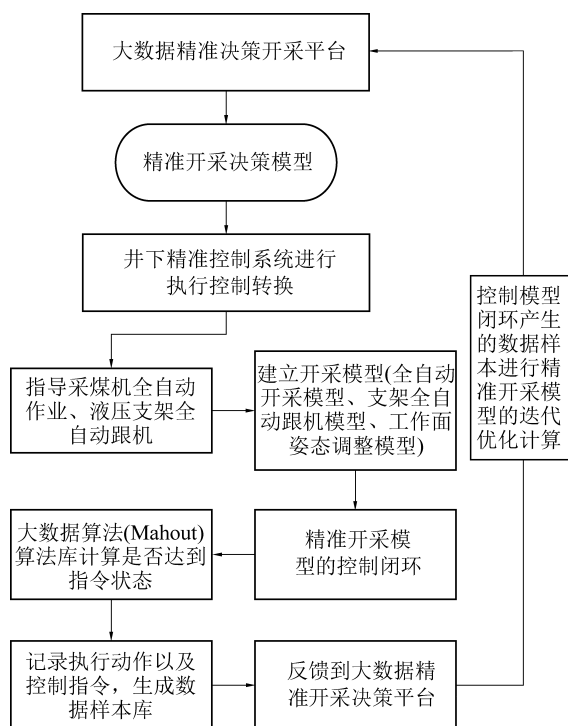 大数据精准决策开采平台
精准开采决策模型
井下精准控制系统进行
执行控制转换
指导采煤机全自动
作业、液压支架全
自动跟机
建立开采模型(全自动
开采模型、支架全自
动跟机模型、工作面
姿态调整模型)
精准开采模
型的控制闭环
大数据算法(Mahout)
算法库计算是否达到
指令状态
记录执行动作以及
控制指令，生成数
据样本库
反馈到大数据精
准开采决策平台
控制模型
闭环产生
的数据样
本进行精
准开采模
型的迭代
优化计算